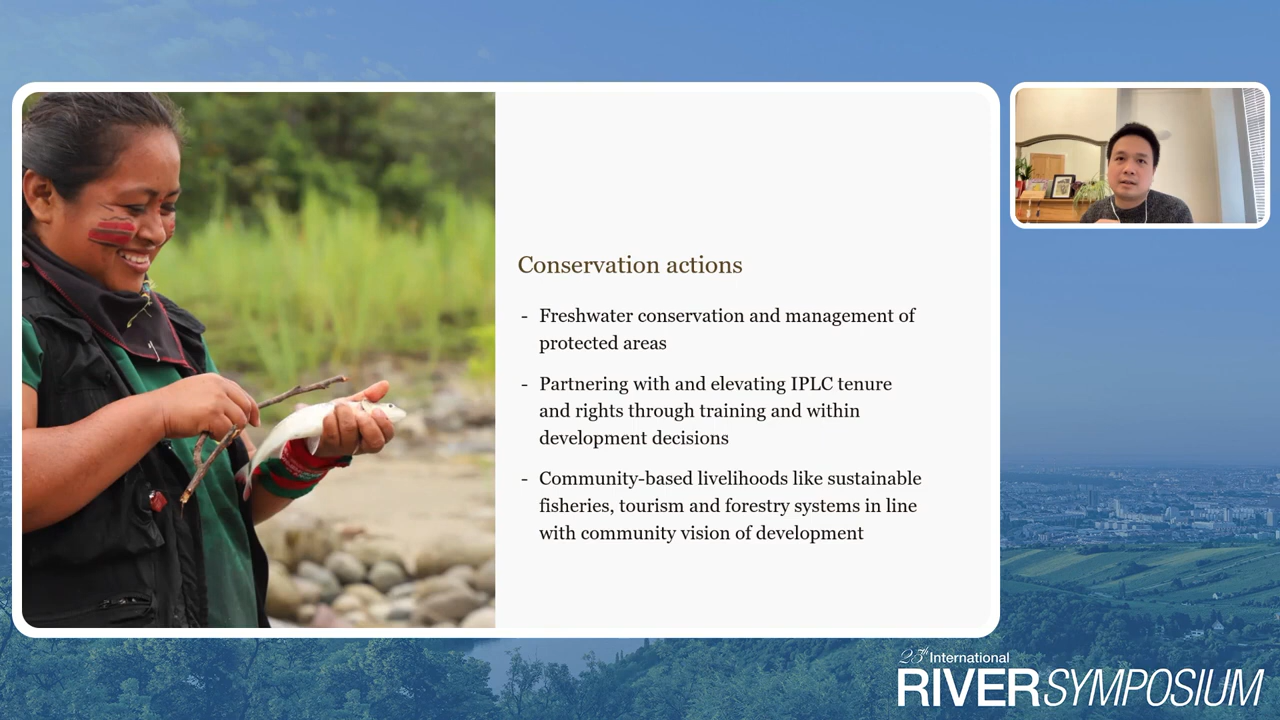 Conservation actions
- Freshwater conservation and management of
protected areas
- Partnering with and elevating IPLC tenure
and rights through training and within
development decisions
- Community-based livelihoods like sustainable
fisheries, tourism and forestry systems in line
with community vision of development
25th International
RIVERSYMPOSIUM